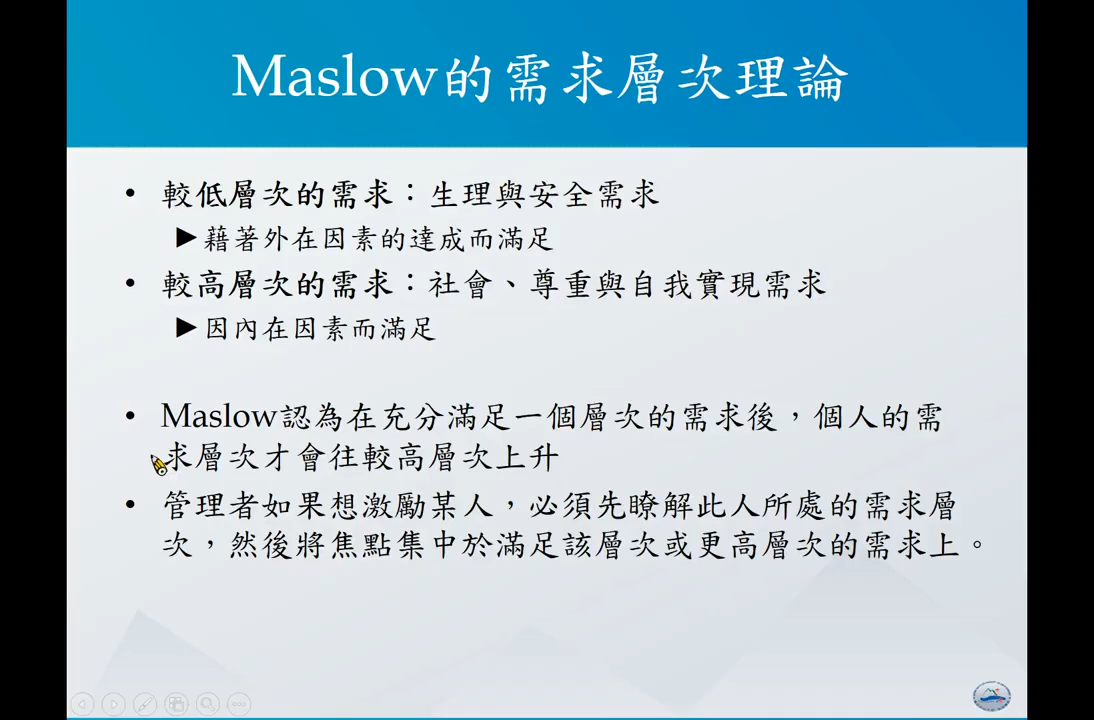 Maslow的需求層次理論
• 較低層次的需求：生理與安全需求
▶藉著外在因素的達成而滿足
• 較高層次的需求：社會、尊重與自我實現需求
▶因內在因素而滿足
• Maslow認為在充分滿足一個層次的需求後，個人的需
求層次才會往較高層次上升
• 管理者如果想激勵某人，必須先瞭解此人所處的需求層
次，然後將焦點集中於滿足該層次或更高層次的需求上。